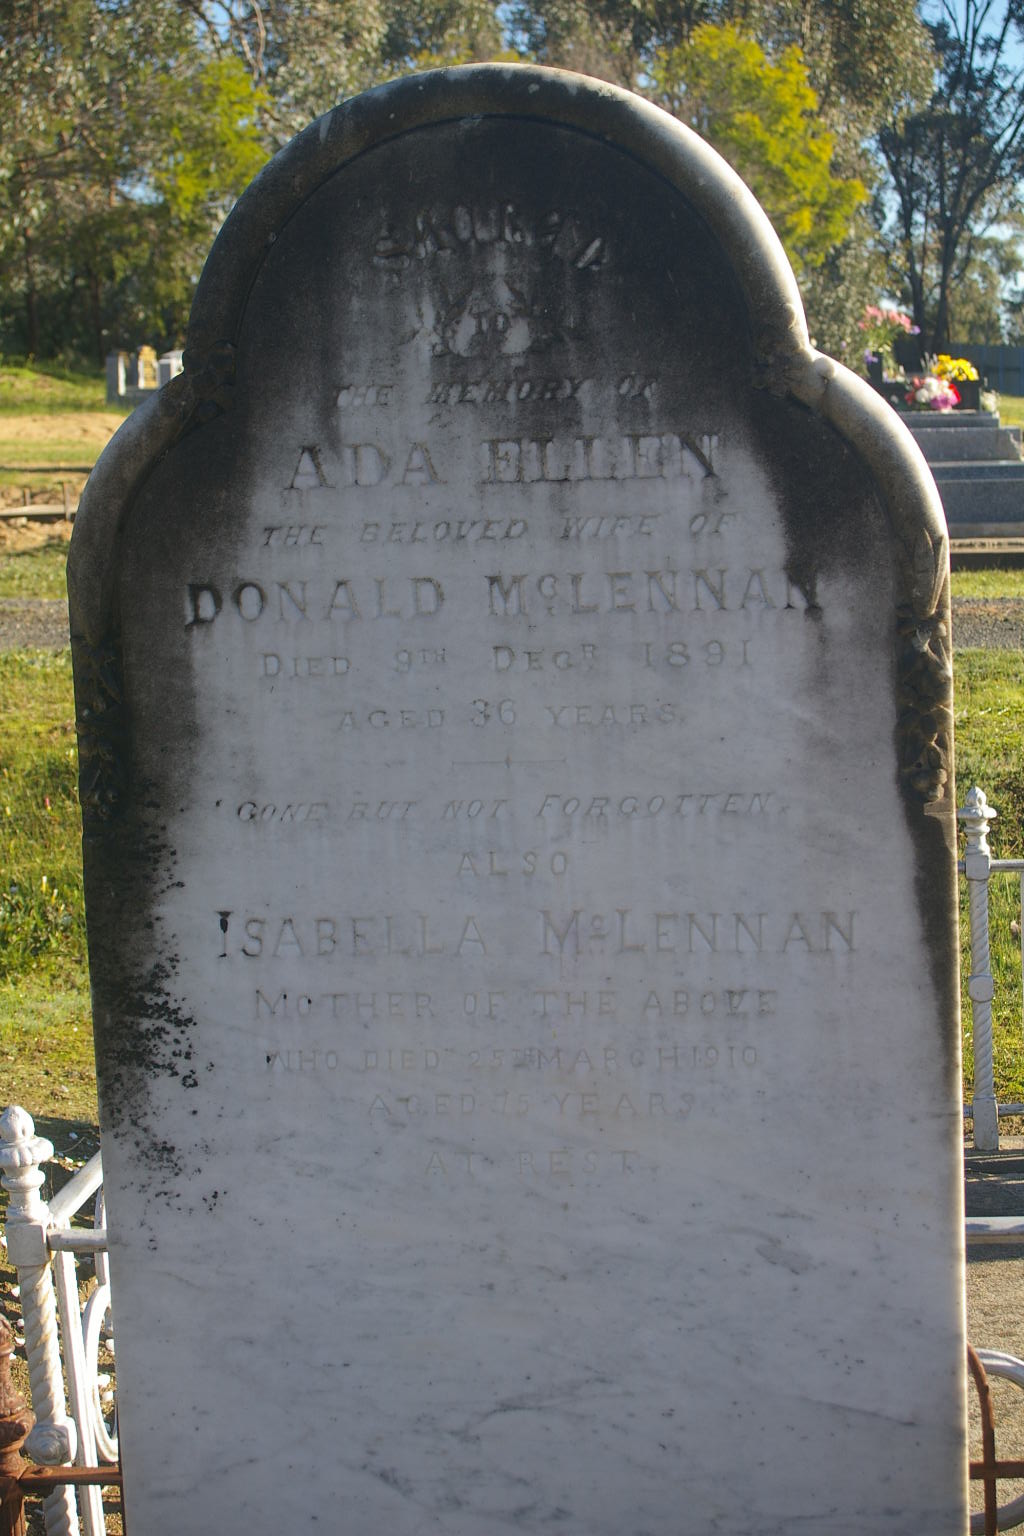 SACRED
TO
THE MEMORY OF
ADA ELLEN
THE BELOVED WIFE OF
DONALD McLENNAN
DIED 9TH DECR 1891
AGED 36 YEARS
GONE BUT NOT FORGOTTEN.
ALSO
ISABELLA McLENNAN
MOTHER OF THE ABOVE
WHO DIED 25TH MARCH 1910
AGED 75 YEARS
AT REST.